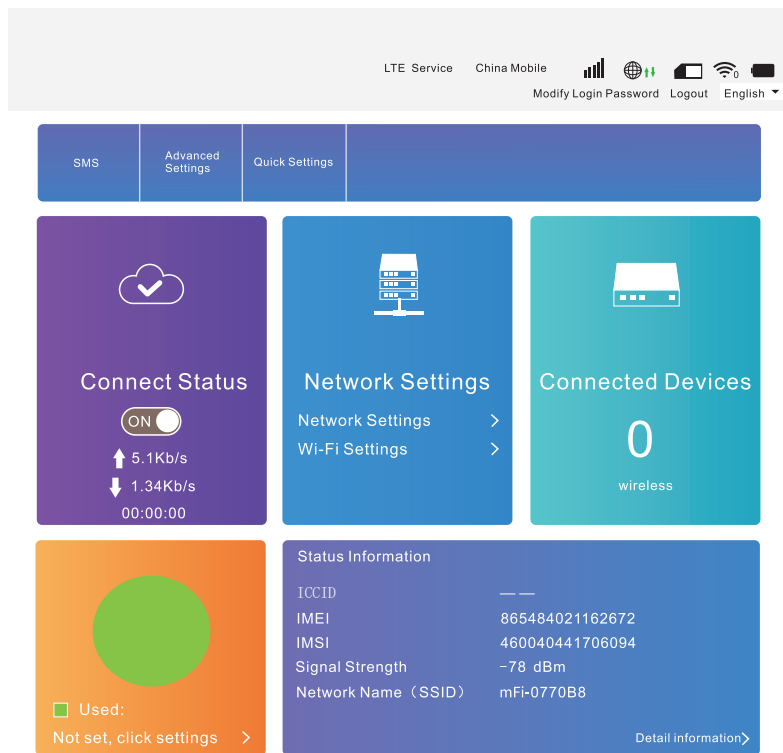 LTE Service China Mobile
0
Modify Login Password Logout English
SMS
Advanced
Settings
Quick Settings
Connect Status
ON
5.1Kb/s
1.34Kb/s
00:00:00
Network Settings
Network Settings >
Wi-Fi Settings >
Connected Devices
0
wireless
Used:
Not set, click settings >
Status Information
ICCID — —
IMEI 865484021162672
IMSI 460040441706094
Signal Strength -78 dBm
Network Name（SSID） mFi-0770B8
Detail information>